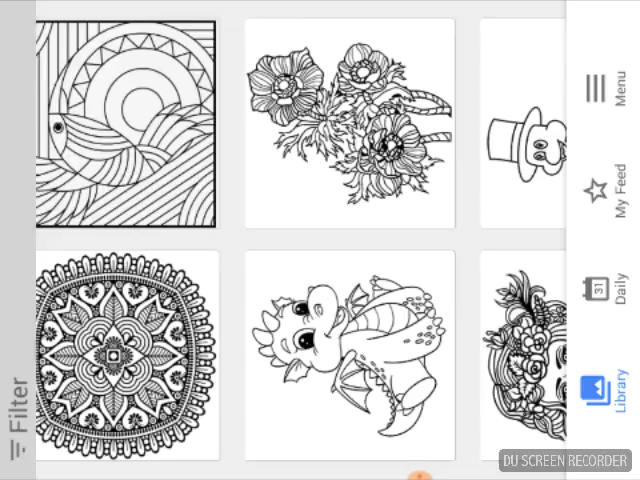 Filter
Menu
My Feed
31
Daily
Library
DU SCREEN RECORDER